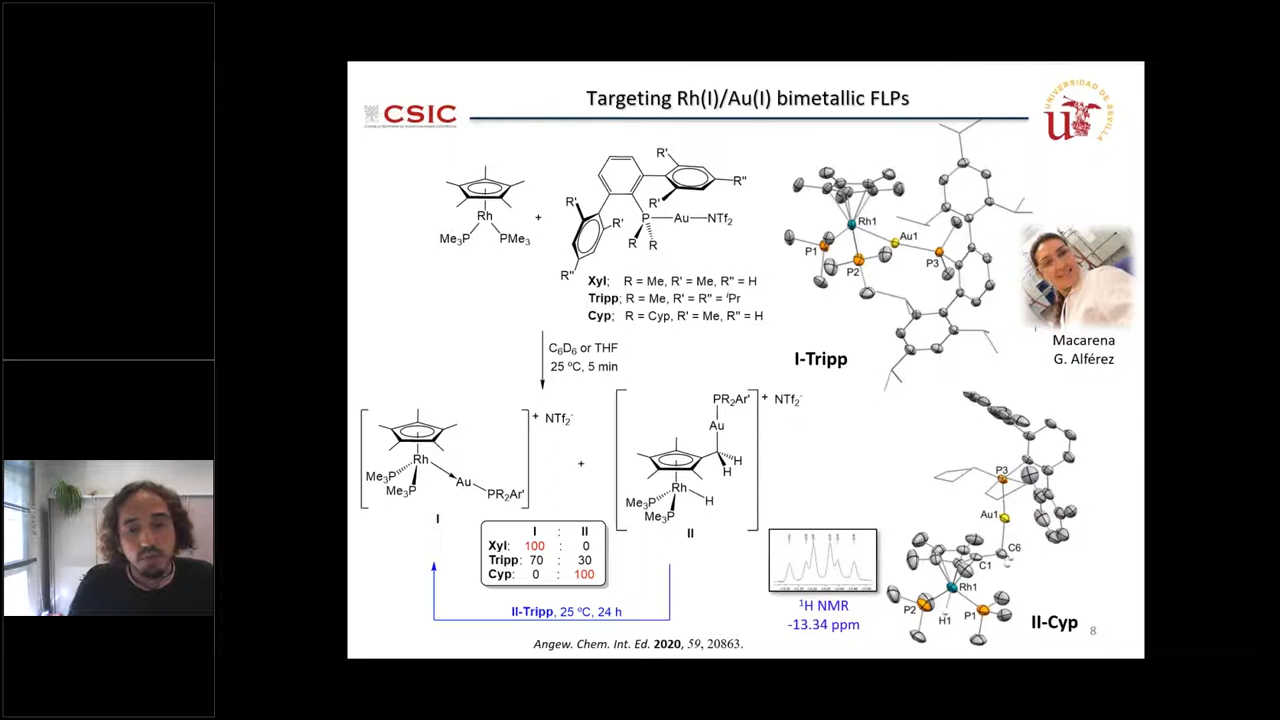 Targeting Rh(I)/Au(I) bimetallic FLPs
CSIC
UNIVERSIDAD DE SEVILLA
Rh
Me3P
PMe3
+
R'
R''
R'
R'
R'
P
Au
NTf2
R
R
R''
Xyl; R = Me, R' = Me, R'' = H
Tripp; R = Me, R' = R'' = iPr
Cyp; R = Cyp, R' = Me, R'' = H
C6D6 or THF
25 ºC, 5 min
Rh1
Au1
P1
P2
P3
I-Tripp
Macarena
G. Alférez
+ NTf2-
Rh
Me3P
Me3P
Au
PR2Ar'
I
+
PR2Ar'
+ NTf2-
Au
H
H
Rh
H
Me3P
Me3P
II
I : II
Xyl: 100 : 0
Tripp: 70 : 30
Cyp: 0 : 100
II-Tripp, 25 ºC, 24 h
1H NMR
-13.34 ppm
P3
Au1
C6
C1
Rh1
P2
H1
P1
II-Cyp
8
Angew. Chem. Int. Ed. 2020, 59, 20863.